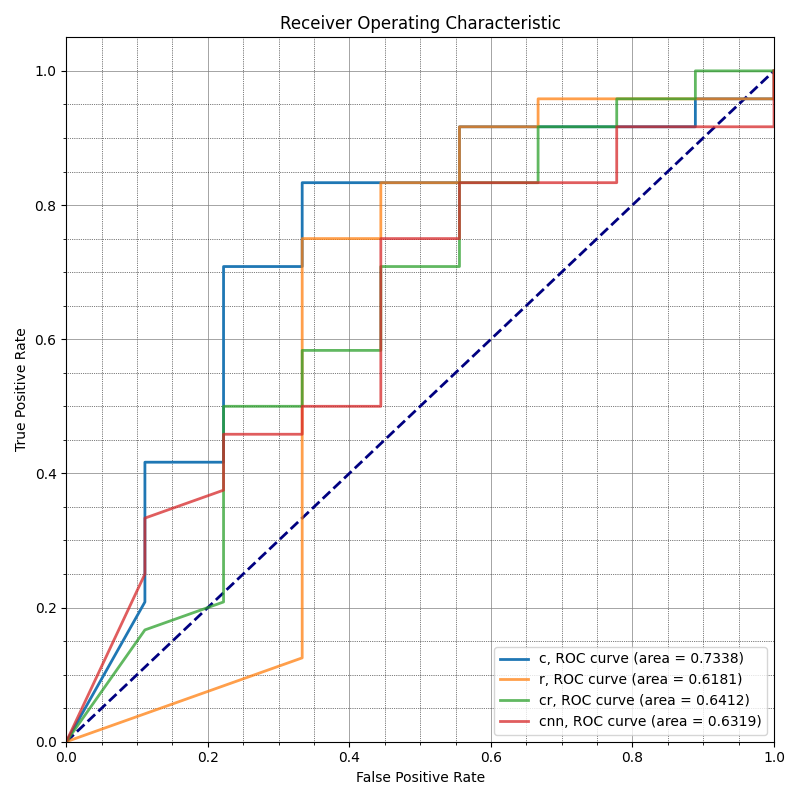 Receiver Operating Characteristic
True Positive Rate
1.0
0.8
0.6
0.4
0.2
0.0
c, ROC curve (area = 0.7338)
r, ROC curve (area = 0.6181)
cr, ROC curve (area = 0.6412)
cnn, ROC curve (area = 0.6319)
0.0 0.2 0.4 0.6 0.8 1.0
False Positive Rate